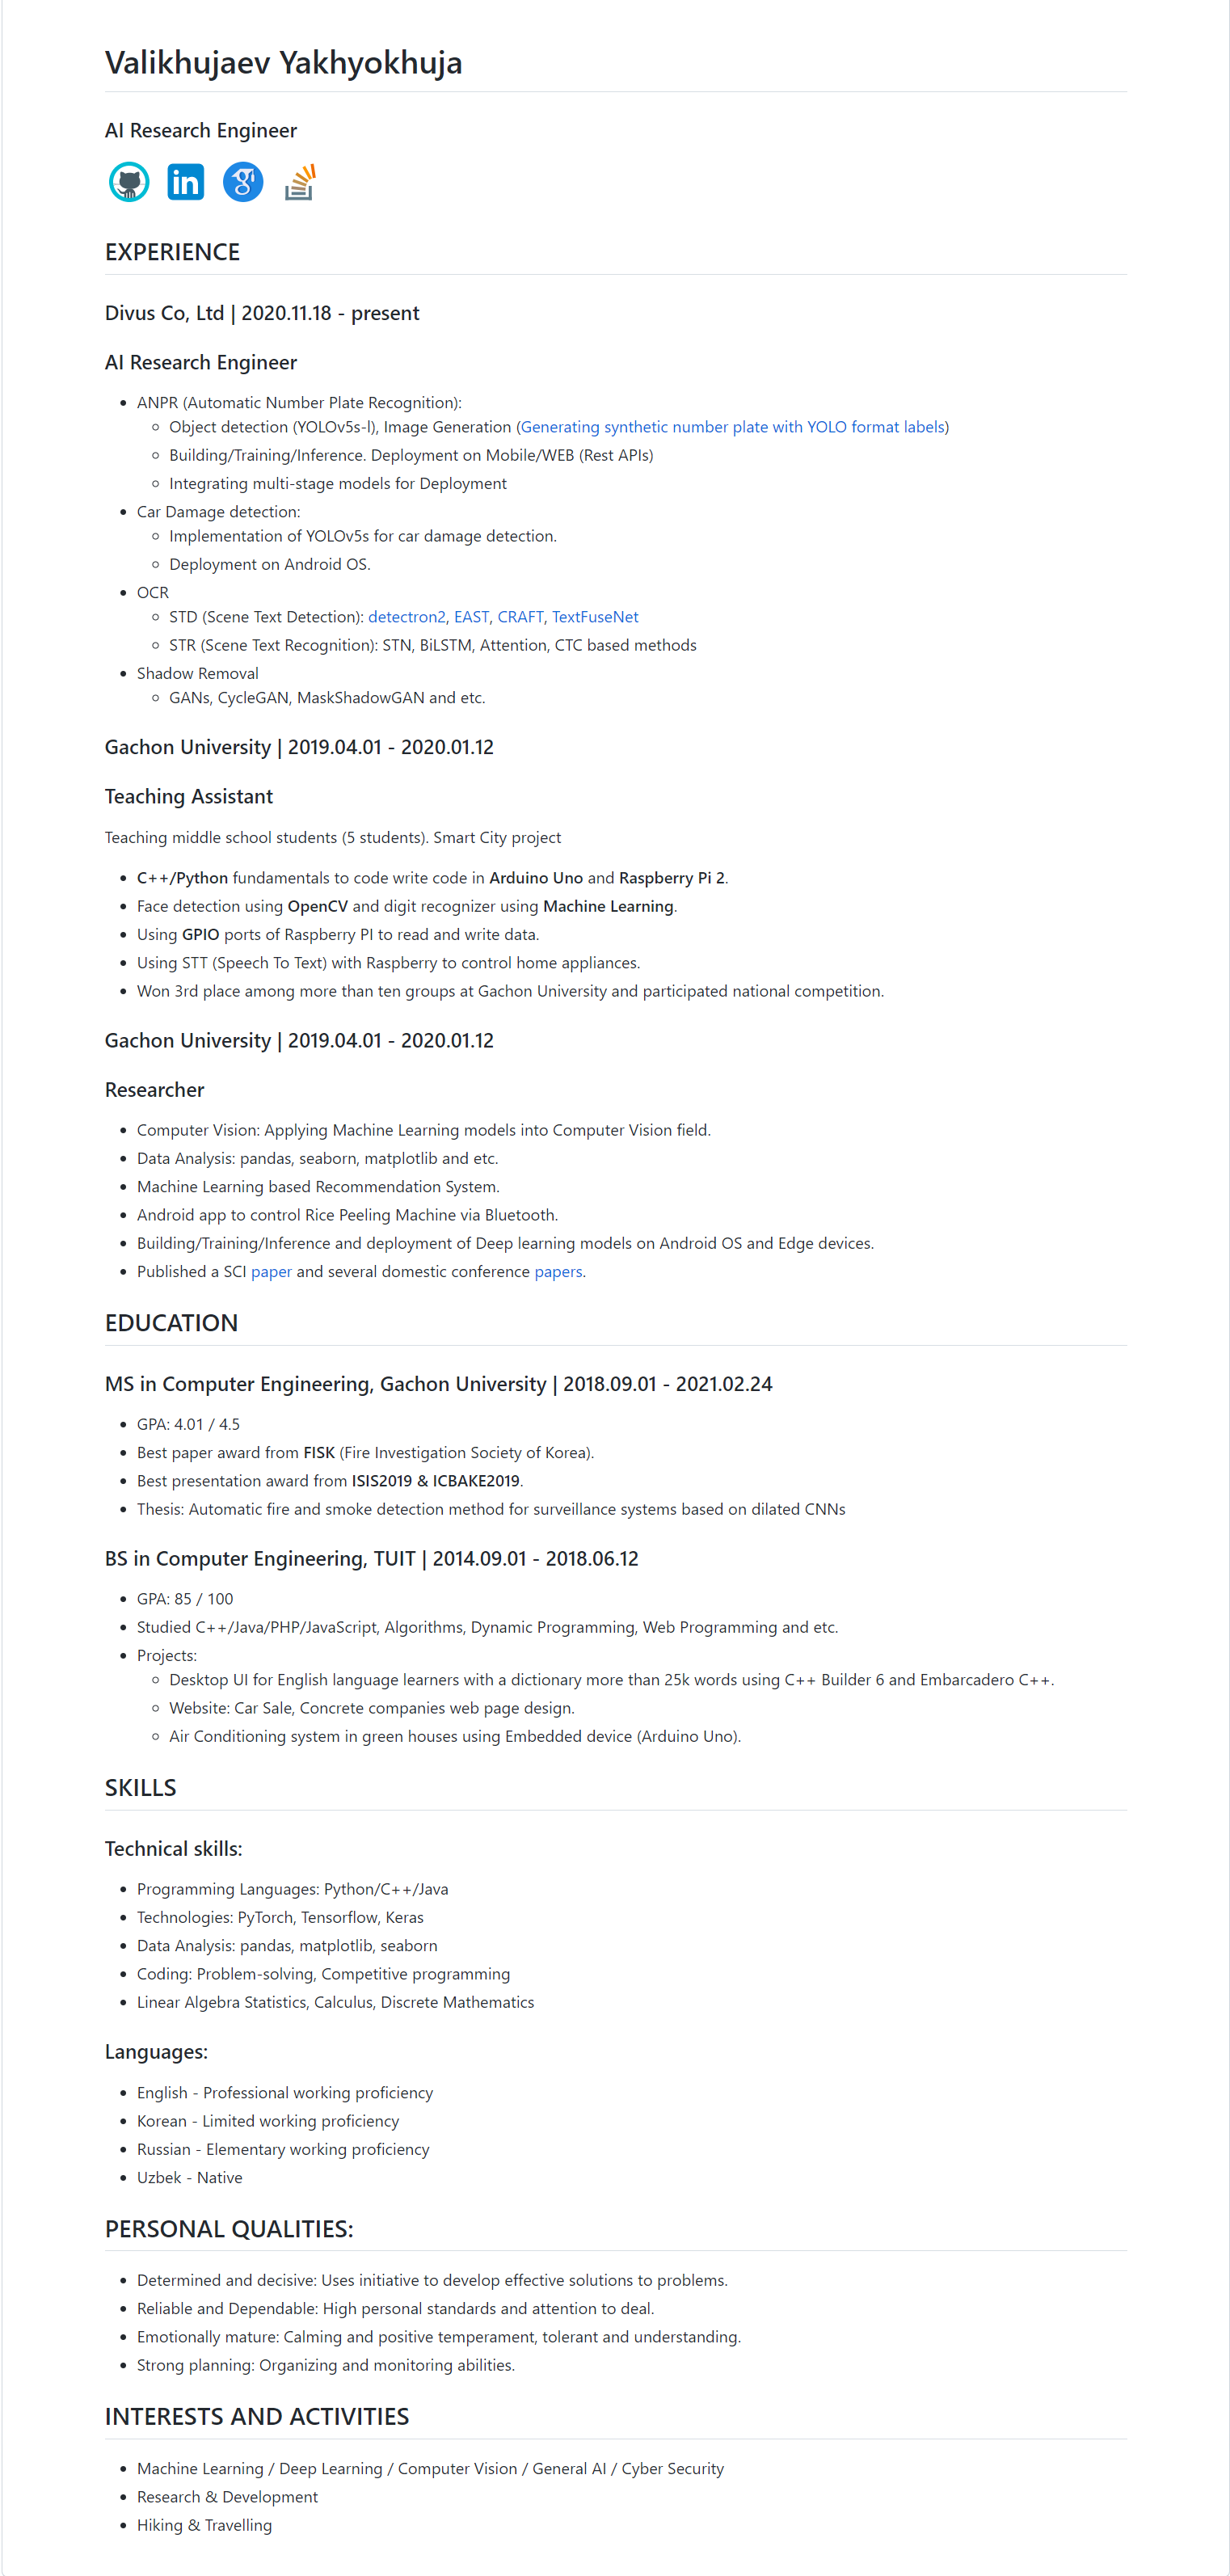 Valikhujaev Yakhyokhuja
AI Research Engineer
in
EXPERIENCE
Divus Co, Ltd | 2020.11.18 - present
AI Research Engineer
ANPR (Automatic Number Plate Recognition):
Object detection (YOLOv5s-l), Image Generation (Generating synthetic number plate with YOLO format labels)
Building/Training/Inference. Deployment on Mobile/WEB (Rest APIs)
Integrating multi-stage models for Deployment
Car Damage detection:
Implementation of YOLOv5s for car damage detection.
Deployment on Android OS.
OCR
STD (Scene Text Detection): detectron2, EAST, CRAFT, TextFuseNet
STR (Scene Text Recognition): STN, BiLSTM, Attention, CTC based methods
Shadow Removal
GANs, CycleGAN, MaskShadowGAN and etc.
Gachon University | 2019.04.01 - 2020.01.12
Teaching Assistant
Teaching middle school students (5 students). Smart City project
C++/Python fundamentals to code write code in Arduino Uno and Raspberry Pi 2.
Face detection using OpenCV and digit recognizer using Machine Learning.
Using GPIO ports of Raspberry PI to read and write data.
Using STT (Speech To Text) with Raspberry to control home appliances.
Won 3rd place among more than ten groups at Gachon University and participated national competition.
Gachon University | 2019.04.01 - 2020.01.12
Researcher
Computer Vision: Applying Machine Learning models into Computer Vision field.
Data Analysis: pandas, seaborn, matplotlib and etc.
Machine Learning based Recommendation System.
Android app to control Rice Peeling Machine via Bluetooth.
Building/Training/Inference and deployment of Deep learning models on Android OS and Edge devices.
Published a SCI paper and several domestic conference papers.
EDUCATION
MS in Computer Engineering, Gachon University | 2018.09.01 - 2021.02.24
GPA: 4.01 / 4.5
Best paper award from FISK (Fire Investigation Society of Korea).
Best presentation award from ISIS2019 & ICBAKE2019.
Thesis: Automatic fire and smoke detection method for surveillance systems based on dilated CNNs
BS in Computer Engineering, TUIT | 2014.09.01 - 2018.06.12
GPA: 85 / 100
Studied C++/Java/PHP/JavaScript, Algorithms, Dynamic Programming, Web Programming and etc.
Projects:
Desktop UI for English language learners with a dictionary more than 25k words using C++ Builder 6 and Embarcadero C++.
Website: Car Sale, Concrete companies web page design.
Air Conditioning system in green houses using Embedded device (Arduino Uno).
SKILLS
Technical skills:
Programming Languages: Python/C++/Java
Technologies: PyTorch, Tensorflow, Keras
Data Analysis: pandas, matplotlib, seaborn
Coding: Problem-solving, Competitive programming
Linear Algebra Statistics, Calculus, Discrete Mathematics
Languages:
English - Professional working proficiency
Korean - Limited working proficiency
Russian - Elementary working proficiency
Uzbek - Native
PERSONAL QUALITIES:
Determined and decisive: Uses initiative to develop effective solutions to problems.
Reliable and Dependable: High personal standards and attention to deal.
Emotionally mature: Calming and positive temperament, tolerant and understanding.
Strong planning: Organizing and monitoring abilities.
INTERESTS AND ACTIVITIES
Machine Learning / Deep Learning / Computer Vision / General AI / Cyber Security
Research & Development
Hiking & Travelling